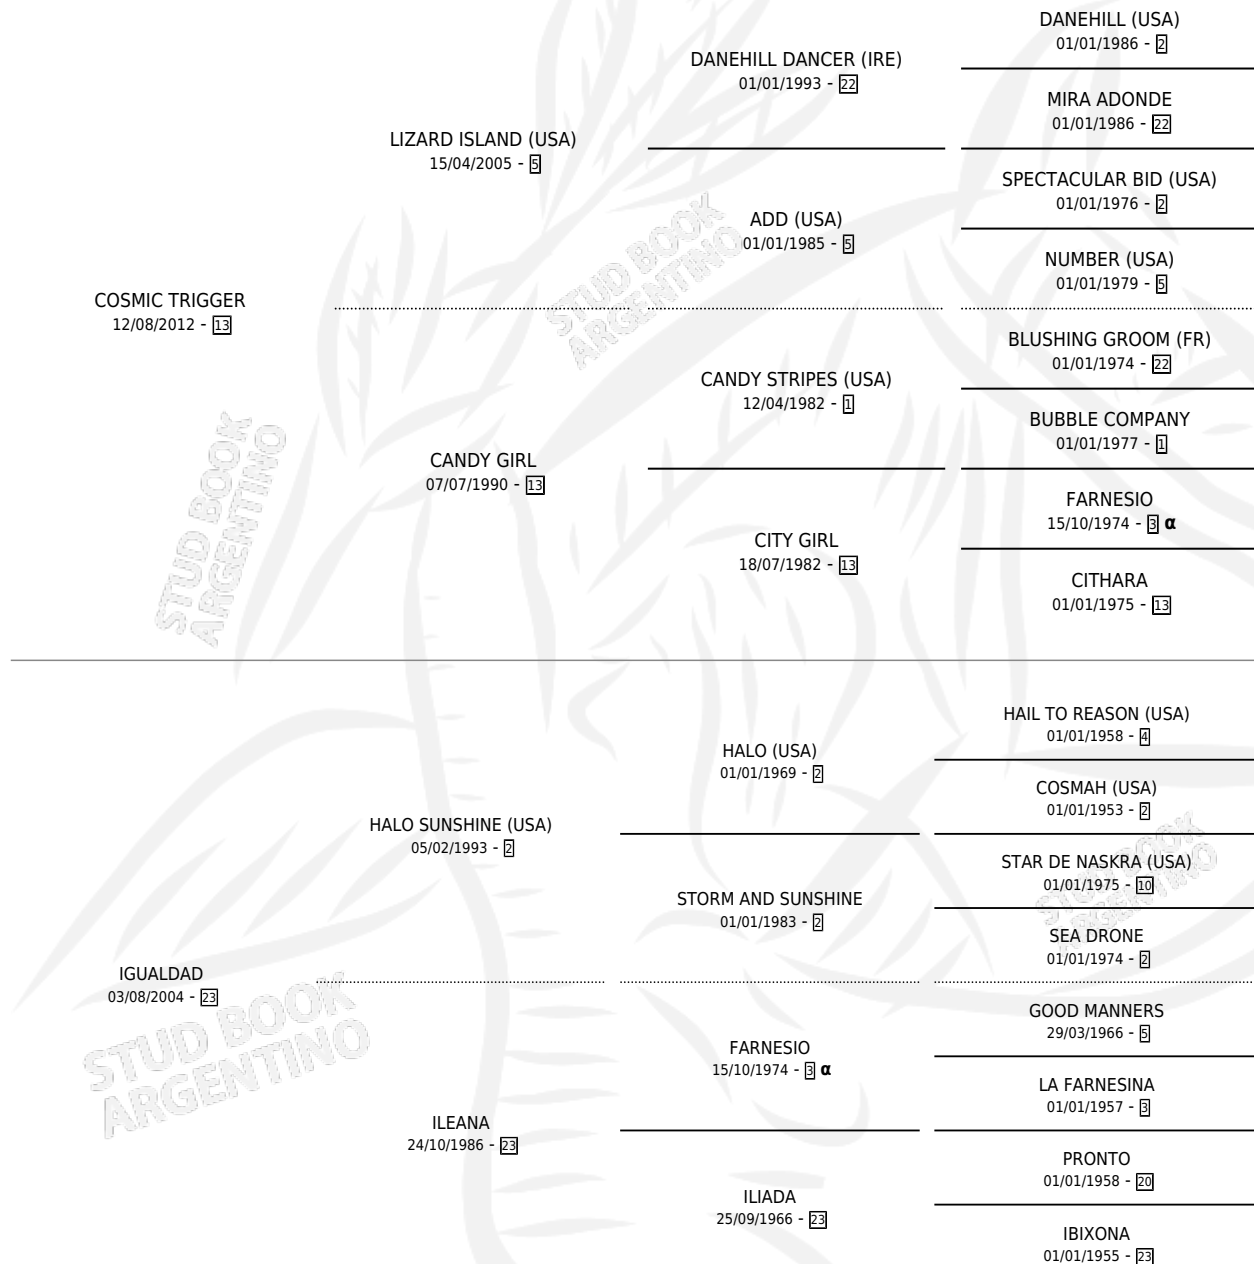 DANEHILL (USA)
01/01/1986 - 2
DANEHILL DANCER (IRE)
01/01/1993 - 22
MIRA ADONDE
01/01/1986 - 22
LIZARD ISLAND (USA)
15/04/2005 - 5
SPECTACULAR BID (USA)
01/01/1976 - 2
ADD (USA)
01/01/1985 - 5
NUMBER (USA)
01/01/1979 - 5
COSMIC TRIGGER
12/08/2012 - 13
BLUSHING GROOM (FR)
01/01/1974 - 22
CANDY STRIPES (USA)
12/04/1982 - 1
BUBBLE COMPANY
01/01/1977 - 1
CANDY GIRL
07/07/1990 - 13
FARNESIO
15/10/1974 - 3 α
CITY GIRL
18/07/1982 - 13
CITHARA
01/01/1975 - 13
HAIL TO REASON (USA)
01/01/1958 - 4
HALO (USA)
01/01/1969 - 2
COSMAH (USA)
01/01/1953 - 2
HALO SUNSHINE (USA)
05/02/1993 - 2
STAR DE NASKRA (USA)
01/01/1975 - 10
STORM AND SUNSHINE
01/01/1983 - 2
SEA DRONE
01/01/1974 - 2
IGUALDAD
03/08/2004 - 23
GOOD MANNERS
29/03/1966 - 5
FARNESIO
15/10/1974 - 3 α
LA FARNESINA
01/01/1957 - 3
ILEANA
24/10/1986 - 23
PRONTO
01/01/1958 - 20
ILIADA
25/09/1966 - 23
IBIXONA
01/01/1955 - 23
STUD BOOK
ARGENTINO
STUD BOOK
ARGENTINO
STUD BOOK
ARGENTINO
STUD BOOK
ARGENTINO